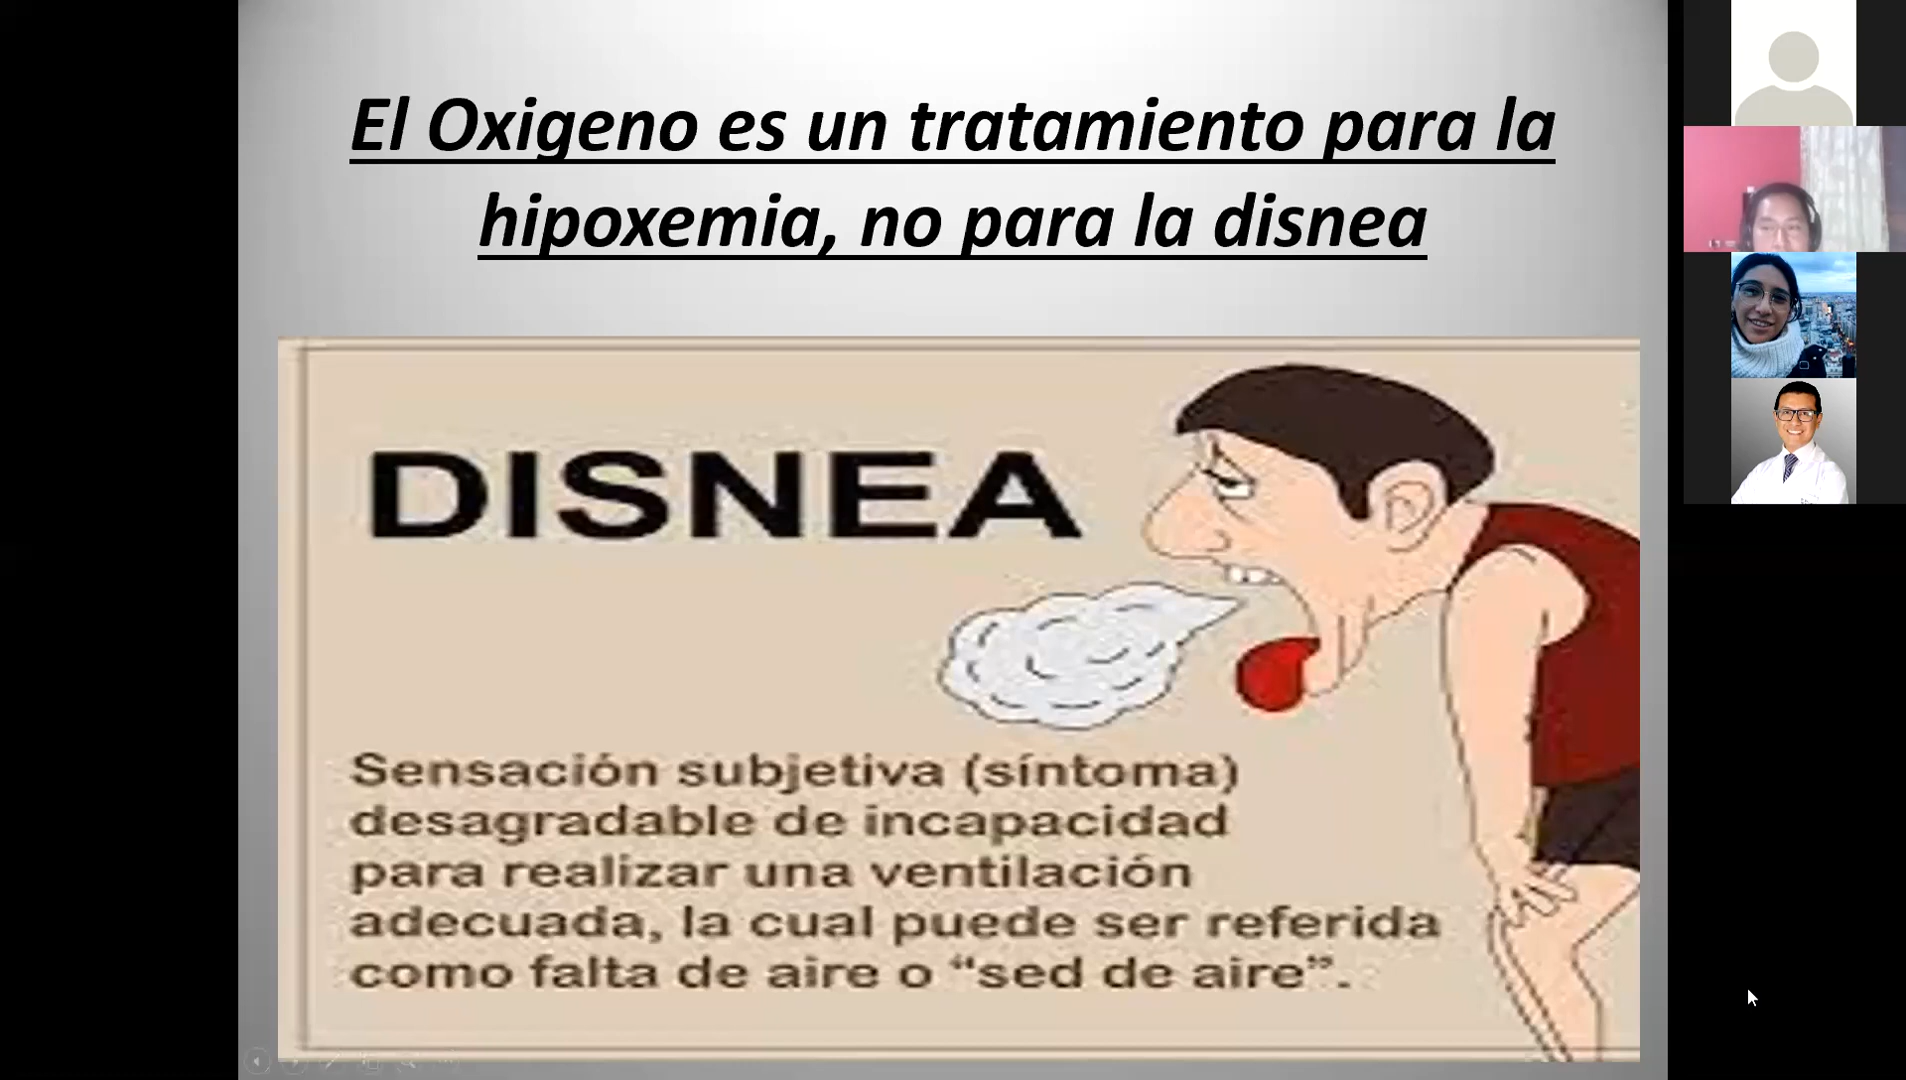 El Oxigeno es un tratamiento para la
hipoxemia, no para la disnea
DISNEA
Sensación subjetiva (síntoma)
desagradable de incapacidad
para realizar una ventilación
adecuada, la cual puede ser referida
como falta de aire o “sed de aire”.